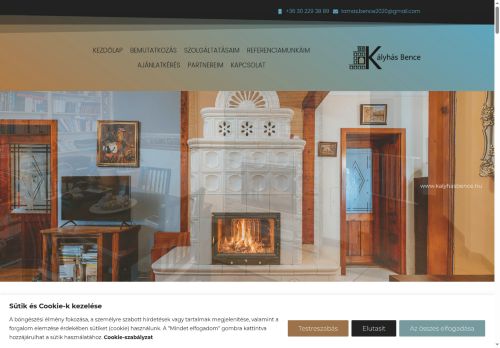 +36 30 229 38 89 tamas.bence2020@gmail.com
KEZDŐLAP BEMUTATKOZÁS SZOLGÁLTATÁSAIM REFERENCIAMUNKÁIM
AJÁNLATKÉRÉS PARTNEREIM KAPCSOLAT
Kályhás Bence
www.kalyhasbence.hu
Sütik és Cookie-k kezelése
A böngészési élmény fokozása, a személyre szabott hirdetések vagy tartalmak megjelenítése, valamint a
forgalom elemzése érdekében sütiket (cookie) használunk. A "Mindet elfogadom" gombra kattintva
hozzájárulhat a sütik használatához. Cookie-szabályzat
Testreszabás
Elutasít
Az összes elfogadása